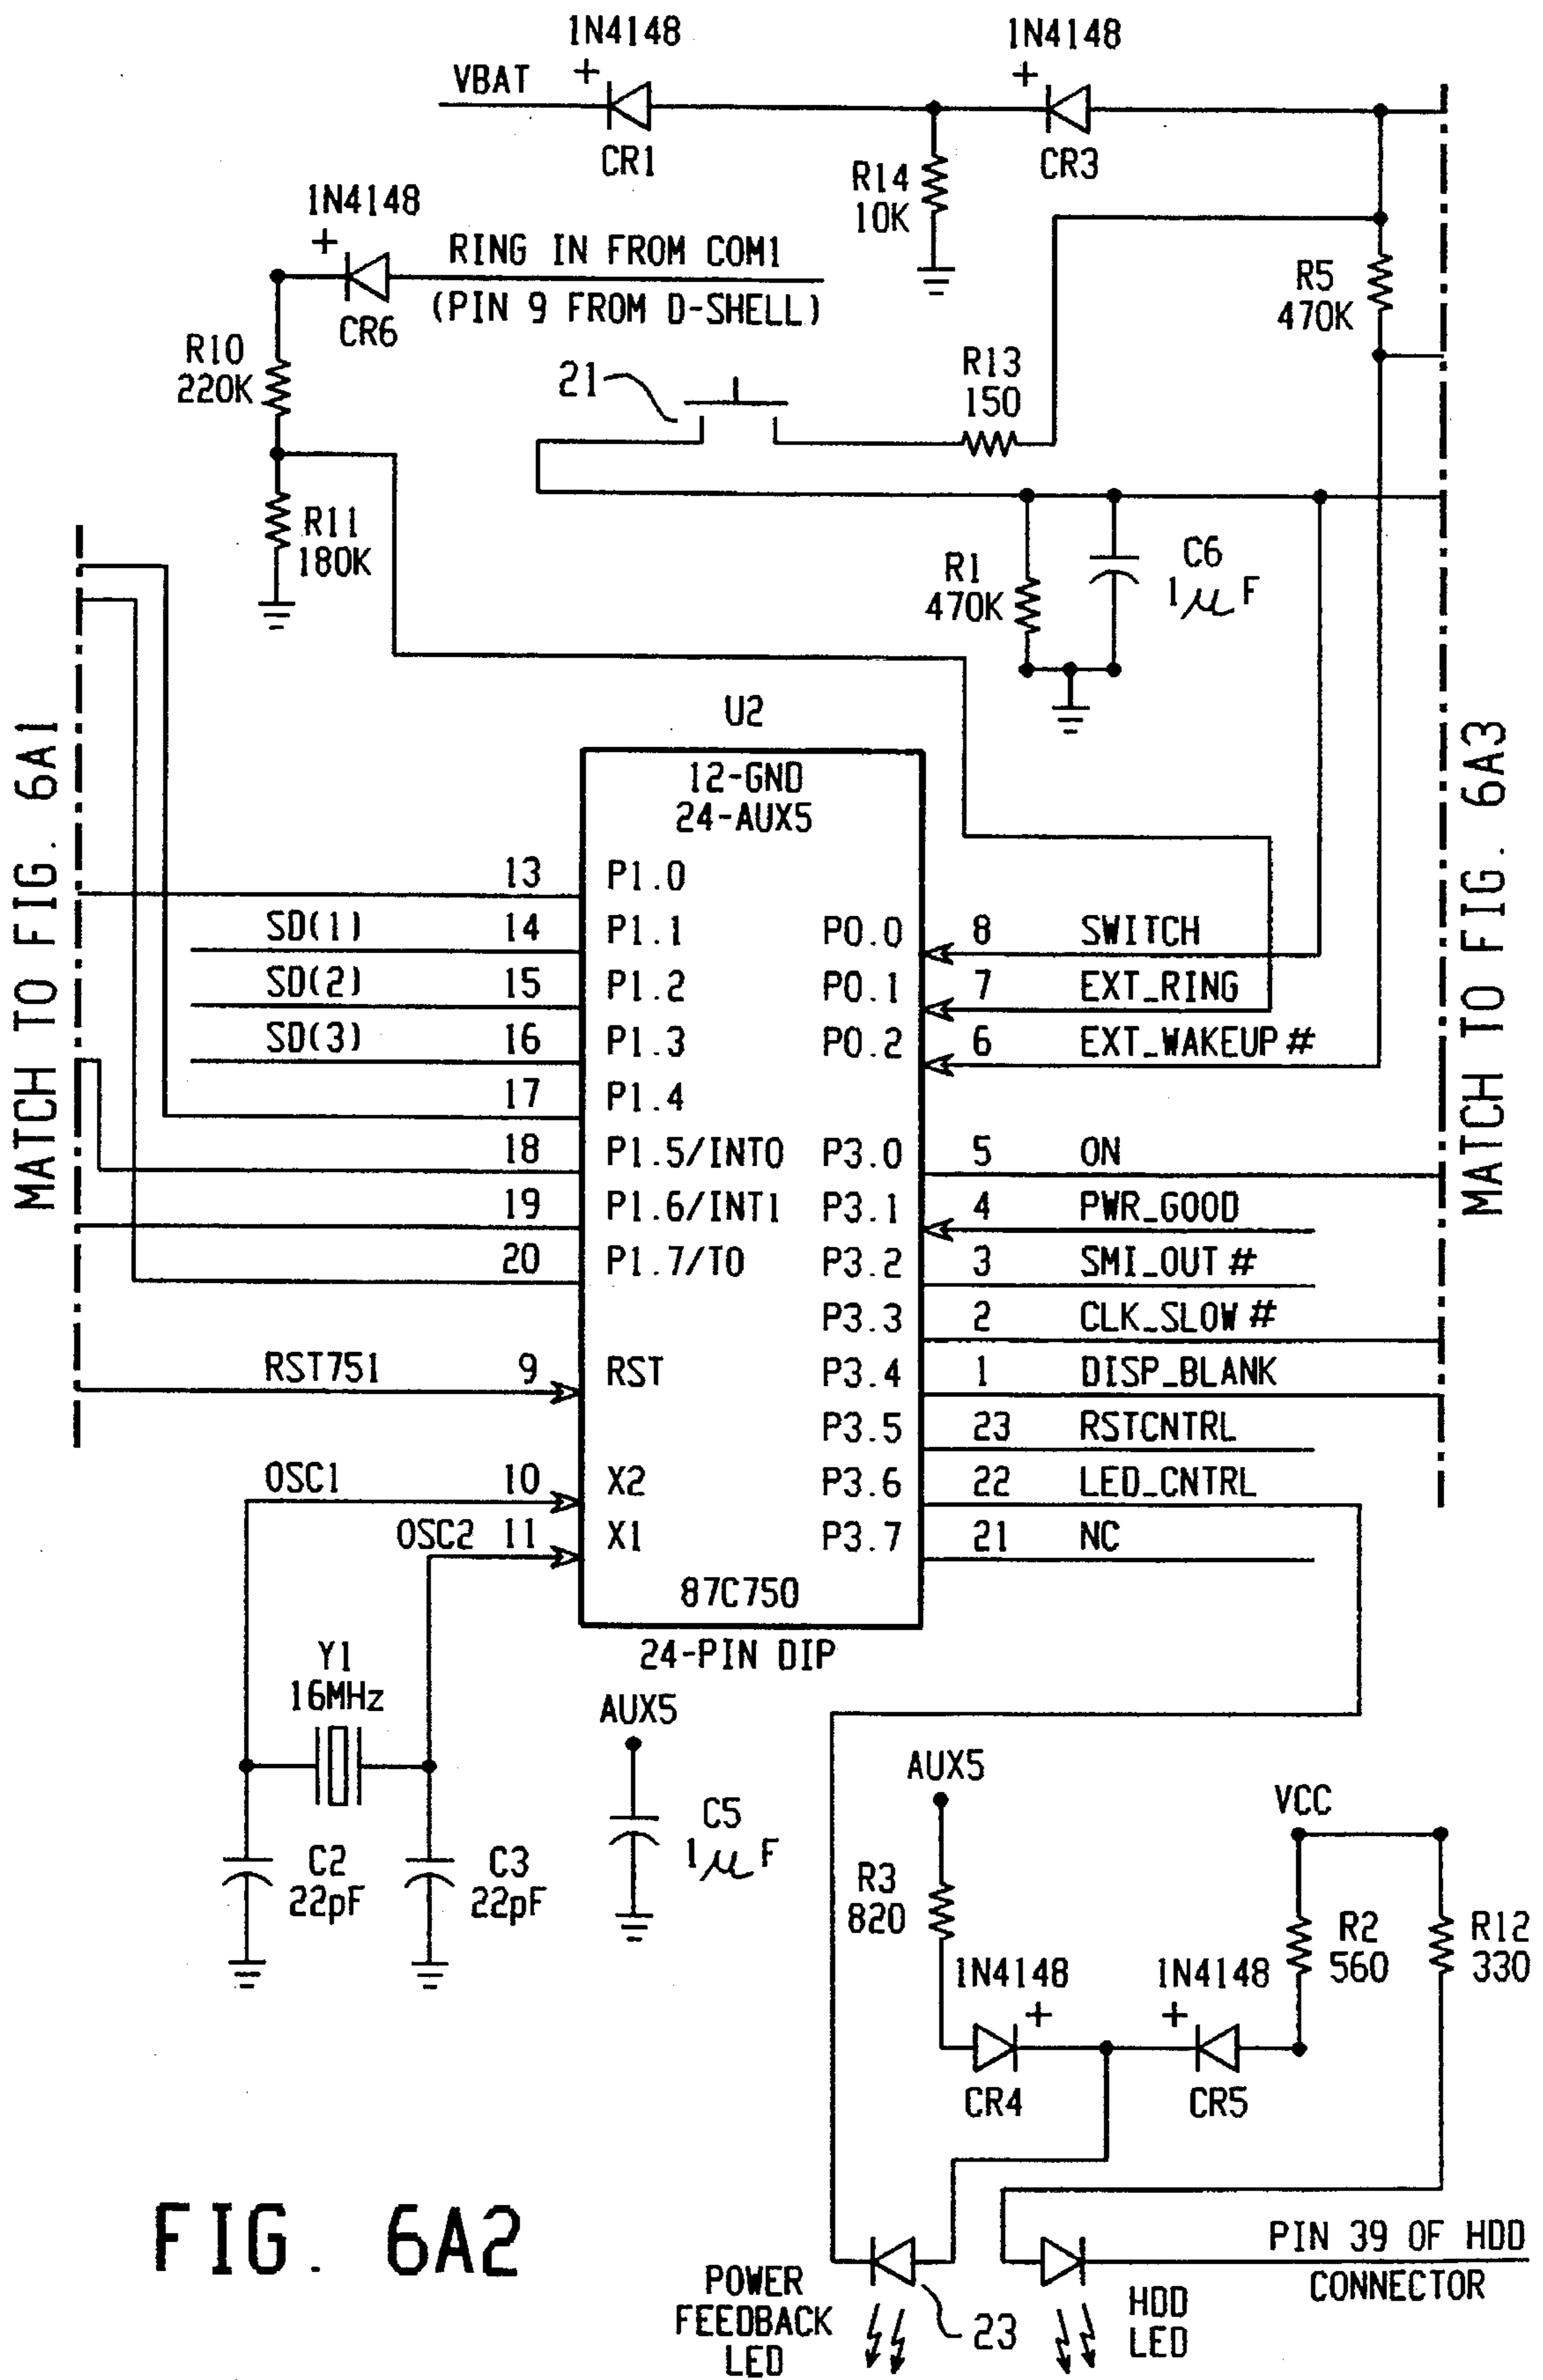 1N4148
1N4148
+
+
VBAT
CR1
CR3
R14
10K
1N4148
+
RING IN FROM COM1
(PIN 9 FROM D-SHELL)
CR6
R5
470K
R10
220K
21
R13
150
R11
180K
R1
470K
C6
1μF
MATCH TO FIG. 6A1
MATCH TO FIG. 6A3
U2
12-GND
24-AUX5
13 P1.0
SD(1) 14 P1.1 P0.0 8 SWITCH
SD(2) 15 P1.2 P0.1 7 EXT_RING
SD(3) 16 P1.3 P0.2 6 EXT_WAKEUP#
17 P1.4
18 P1.5/INT0 P3.0 5 ON
19 P1.6/INT1 P3.1 4 PWR_GOOD
20 P1.7/T0 P3.2 3 SMI_OUT#
P3.3 2 CLK_SLOW#
RST751 9 RST P3.4 1 DISP_BLANK
P3.5 23 RSTCNTRL
OSC1 10 X2 P3.6 22 LED_CNTRL
OSC2 11 X1 P3.7 21 NC
87C750
24-PIN DIP
Y1
16MHz
AUX5
C5
1μF
C2
22pF
C3
22pF
AUX5
VCC
R3
820
R2
560
R12
330
1N4148
+
1N4148
+
CR4
CR5
FIG. 6A2
PIN 39 OF HDD
CONNECTOR
POWER
FEEDBACK
LED
23
HDD
LED